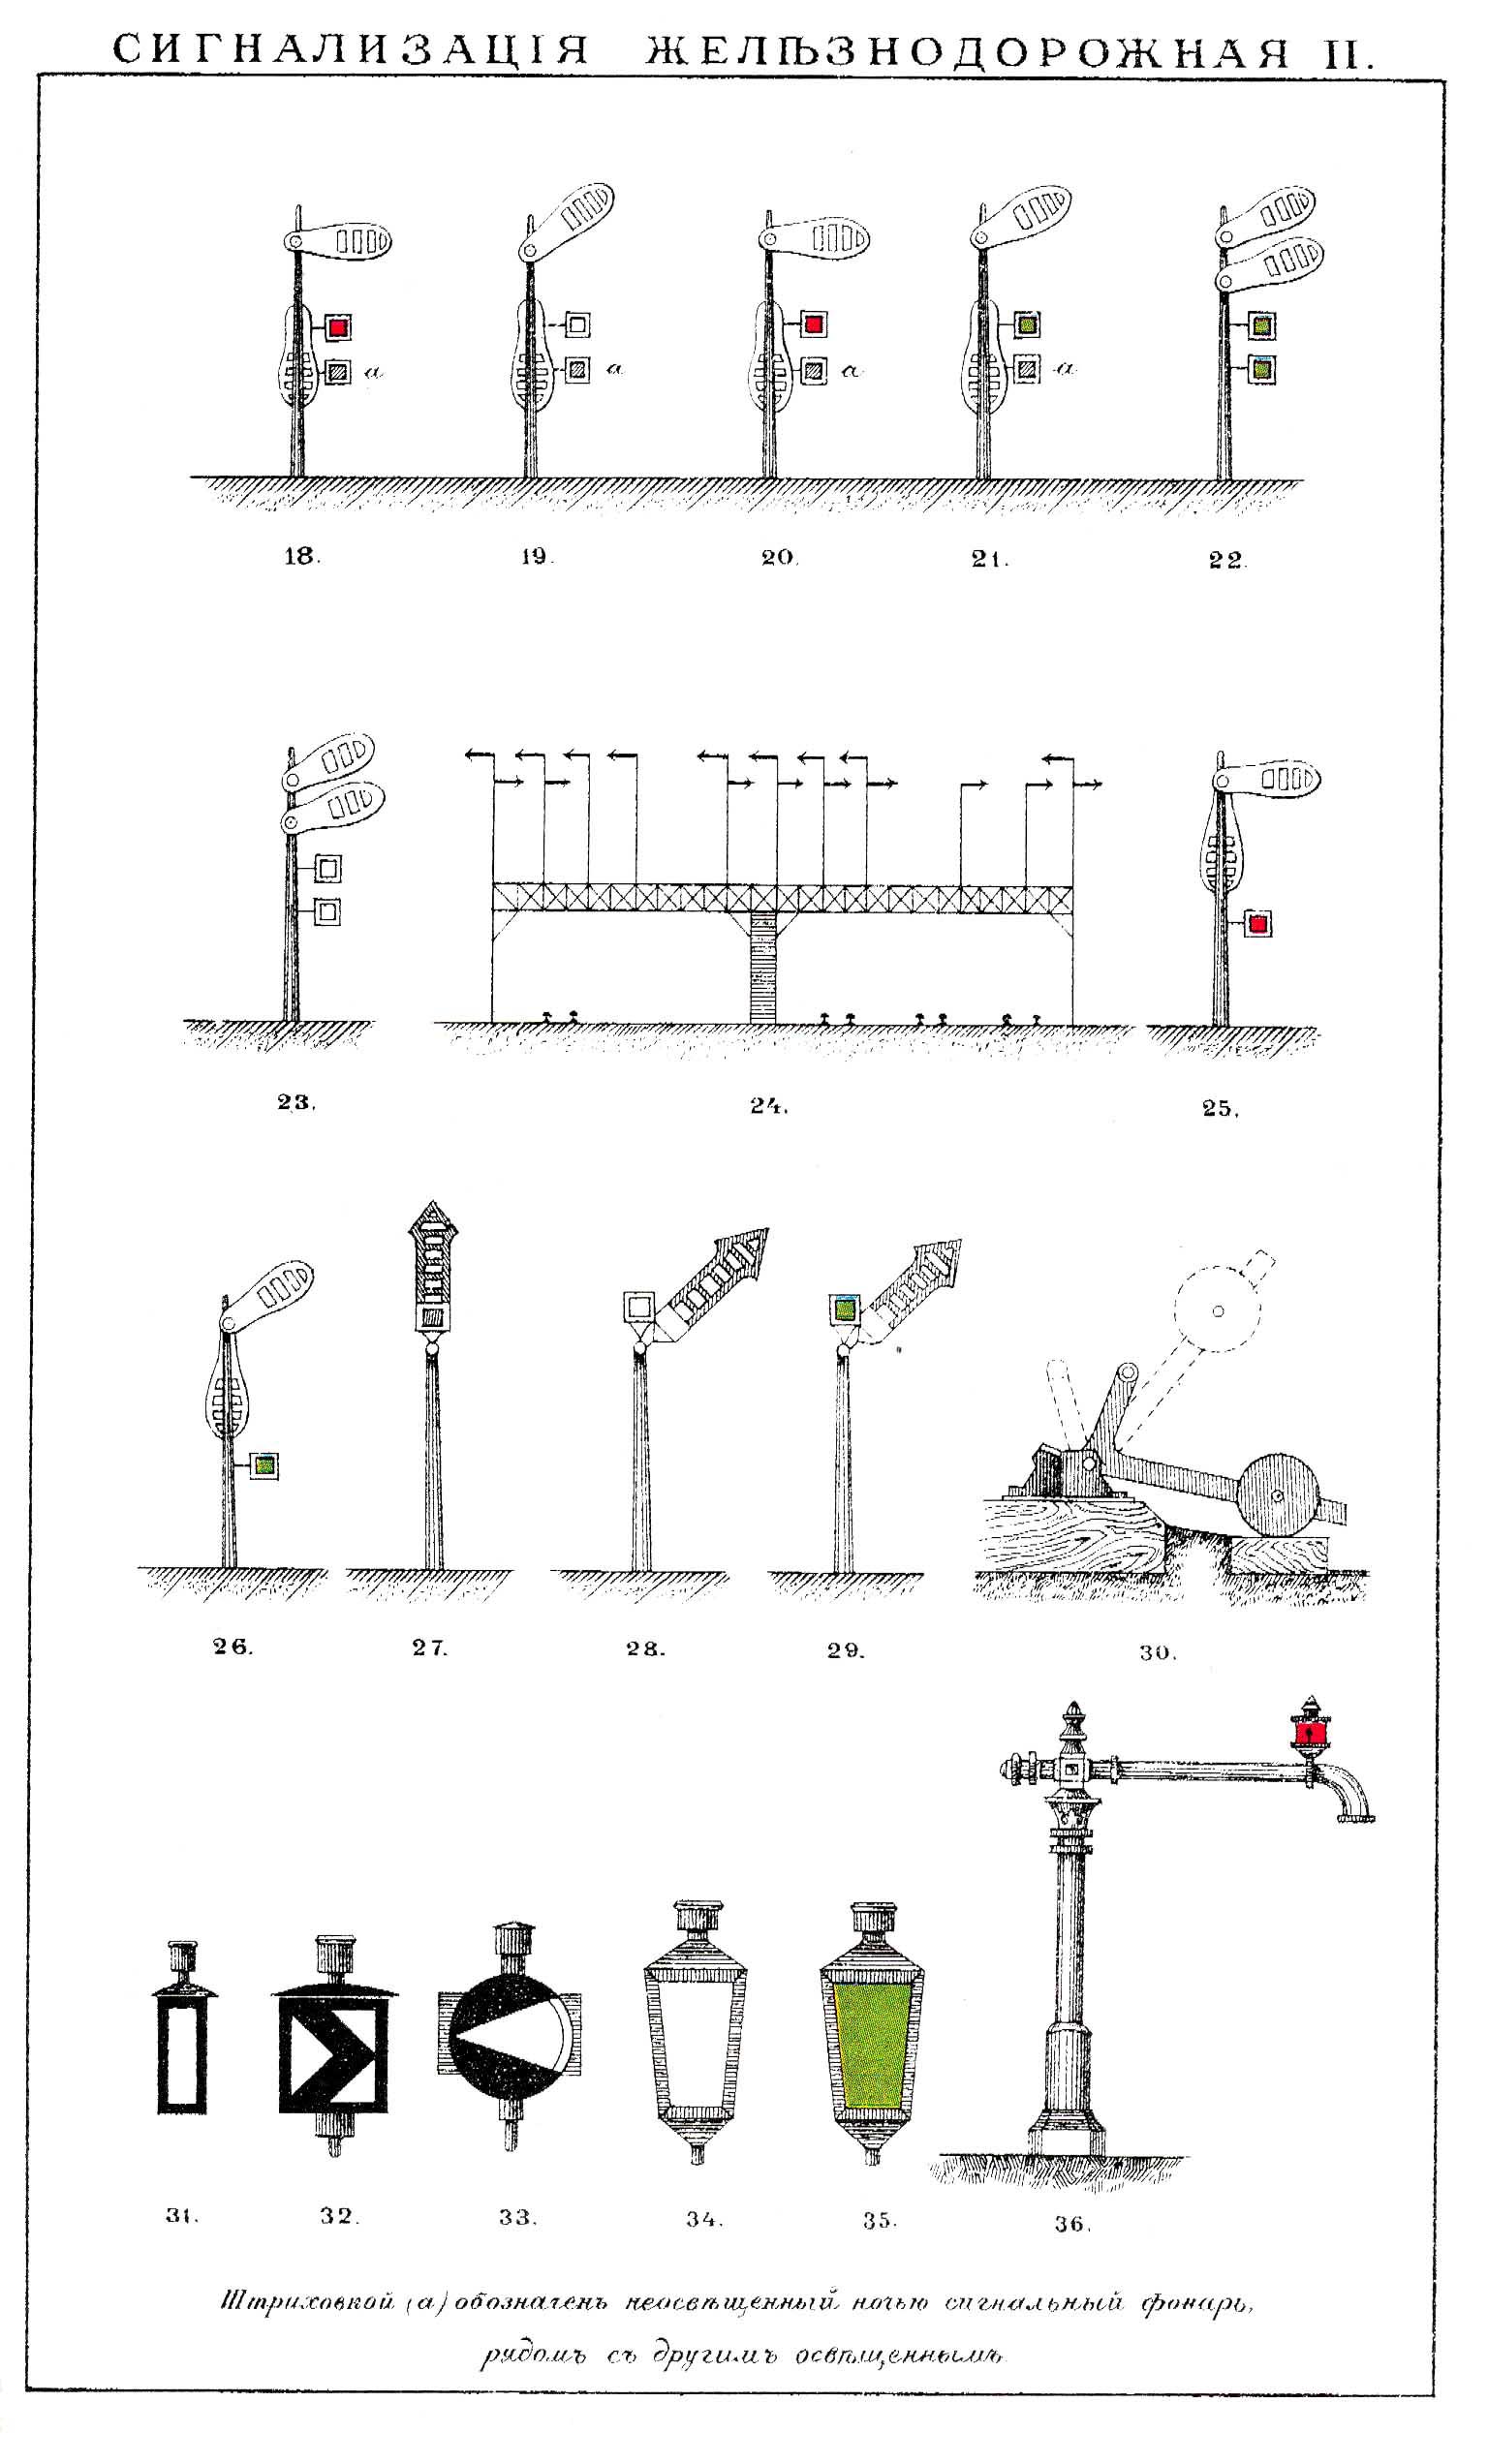 СИГНАЛИЗАЦІЯ ЖЕЛѢЗНОДОРОЖНАЯ II.
а а а а
18. 19. 20. 21. 22.
23. 24. 25.
26. 27. 28. 29. 30.
31. 32. 33. 34. 35. 36.
Штриховкой (а) обозначенъ неосвѣщенный ночью сигнальный фонарь,
рядомъ съ другимъ освѣщеннымъ